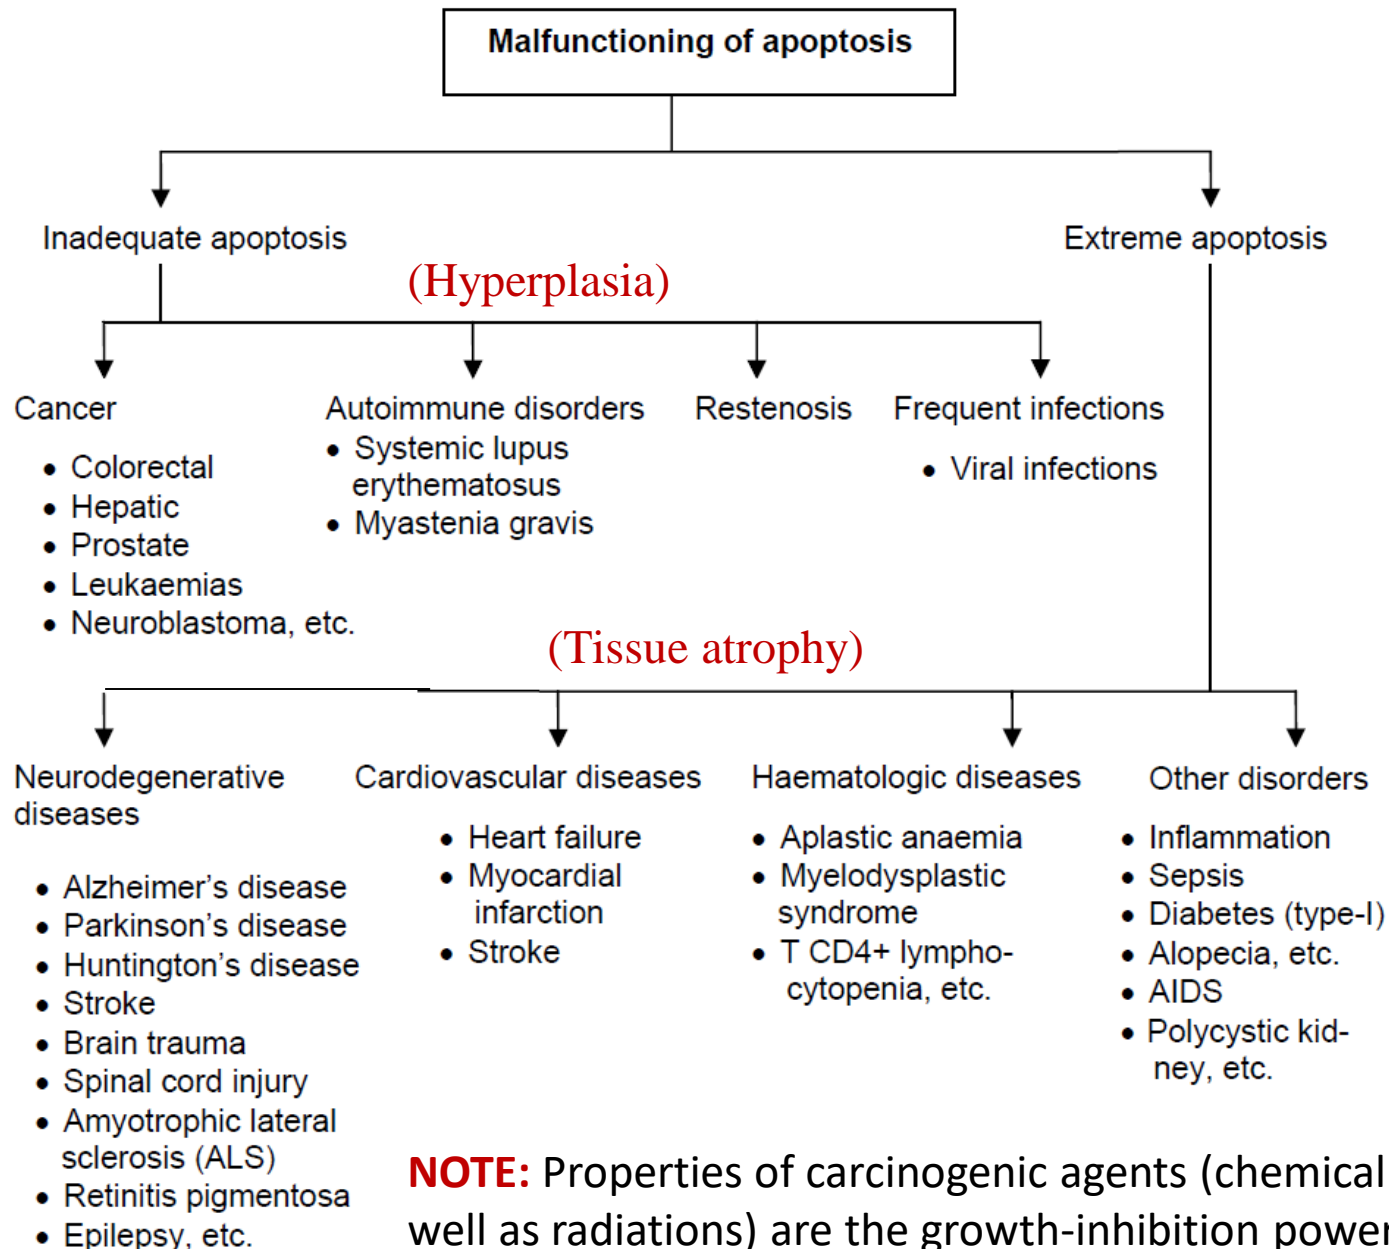 Malfunctioning of apoptosis
Inadequate apoptosis
Extreme apoptosis
(Hyperplasia)
Cancer
• Colorectal
• Hepatic
• Prostate
• Leukaemias
• Neuroblastoma, etc.
Autoimmune disorders
• Systemic lupus
erythematosus
• Myastenia gravis
Restenosis
Frequent infections
• Viral infections
(Tissue atrophy)
Neurodegenerative
diseases
• Alzheimer's disease
• Parkinson's disease
• Huntington's disease
• Stroke
• Brain trauma
• Spinal cord injury
• Amyotrophic lateral
sclerosis (ALS)
• Retinitis pigmentosa
• Epilepsy, etc.
Cardiovascular diseases
• Heart failure
• Myocardial
infarction
• Stroke
Haematologic diseases
• Aplastic anaemia
• Myelodysplastic
syndrome
• T CD4+ lympho-
cytopenia, etc.
Other disorders
• Inflammation
• Sepsis
• Diabetes (type-I)
• Alopecia, etc.
• AIDS
• Polycystic kid-
ney, etc.
NOTE: Properties of carcinogenic agents (chemical
well as radiations) are the growth-inhibition power